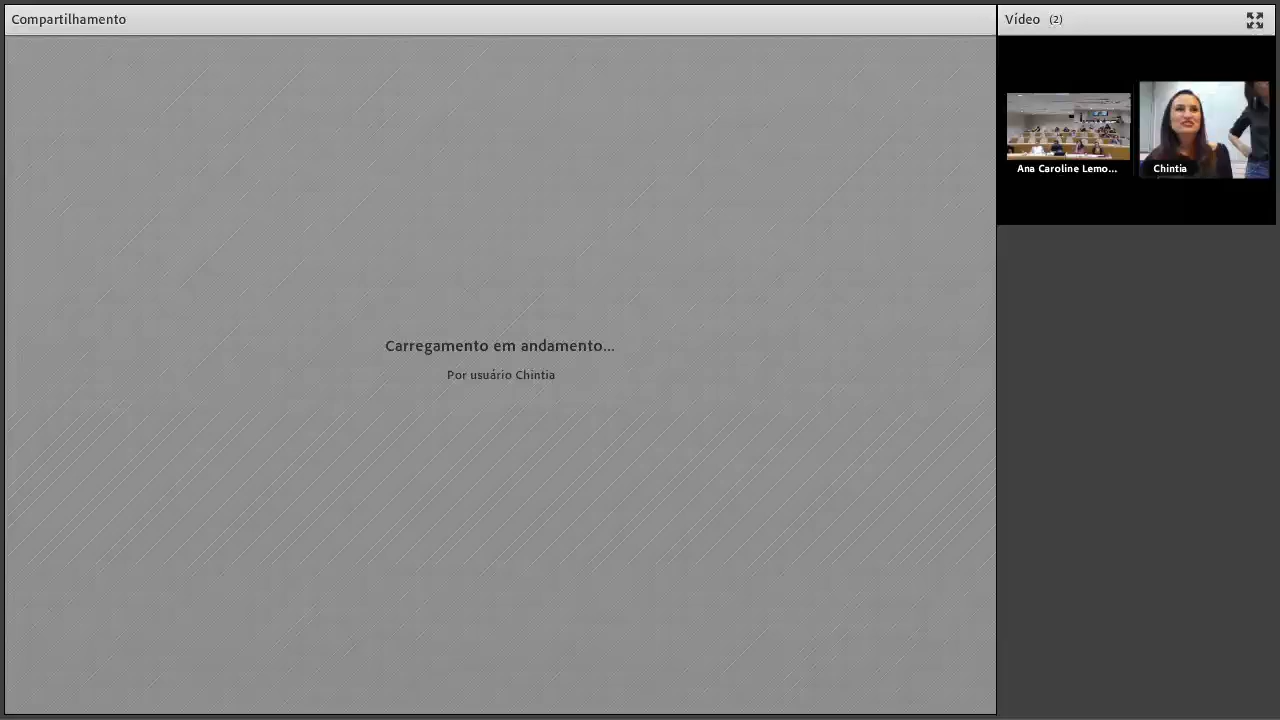 Compartilhamento
Vídeo (2)
Ana Caroline Lemo...
Chintia
Carregamento em andamento...
Por usuário Chintia